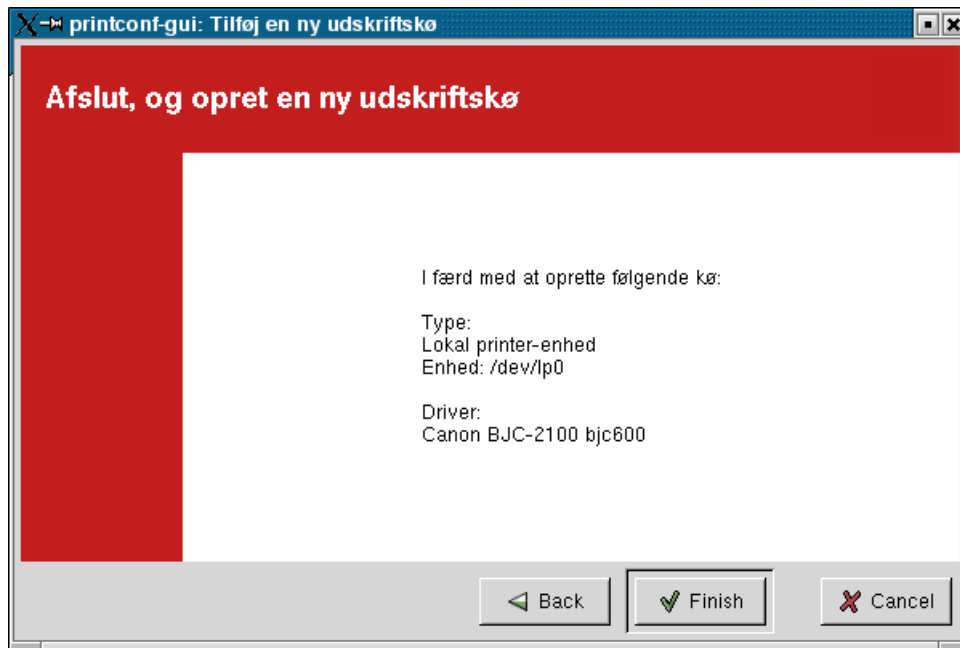 printconf-gui: Tilføj en ny udskriftskø
Afslut, og opret en ny udskriftskø
I færd med at oprette følgende kø:
Type:
Lokal printer-enhed
Enhed: /dev/lp0
Driver:
Canon BJC-2100 bjc600
Back
Finish
Cancel